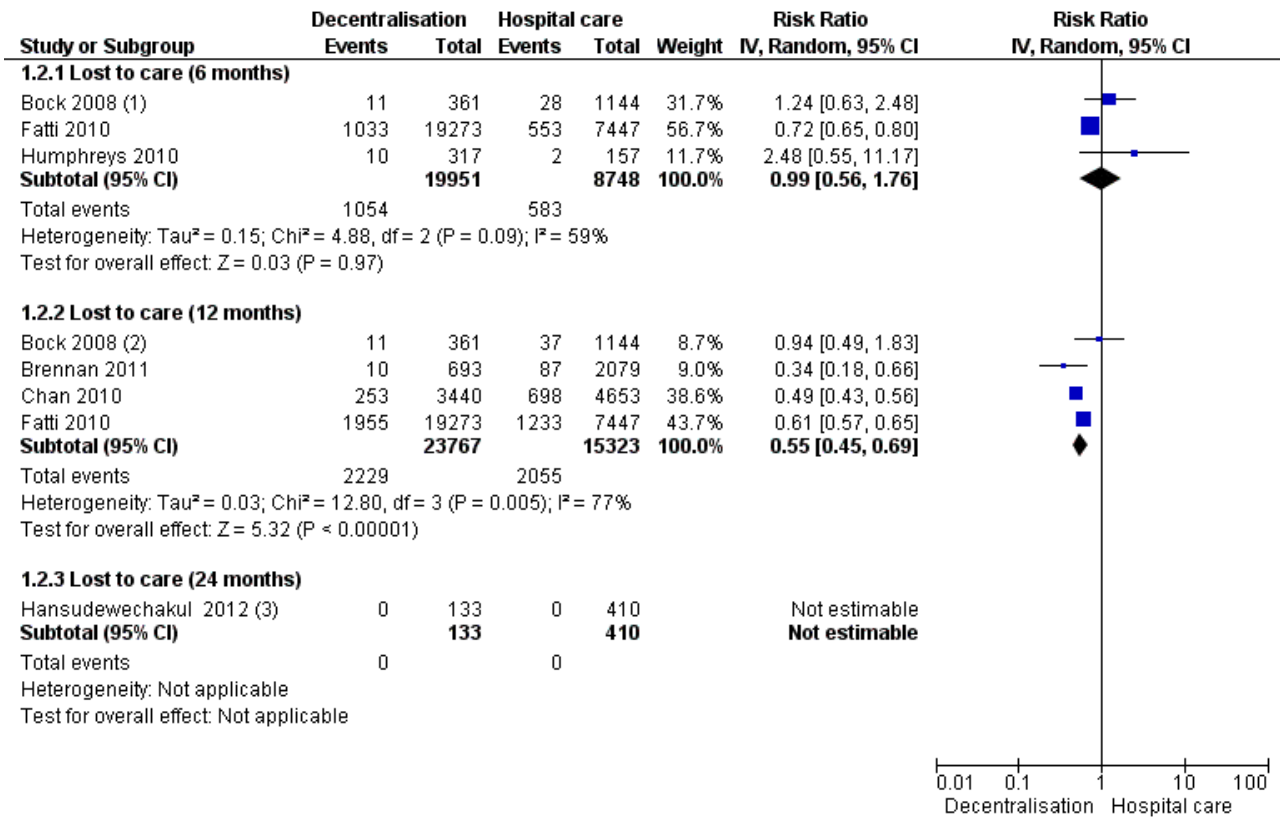 Decentralisation Hospital care Risk Ratio Risk Ratio
Study or Subgroup Events Total Events Total Weight IV, Random, 95% CI IV, Random, 95% CI
1.2.1 Lost to care (6 months)
Bock 2008 (1) 11 361 28 1144 31.7% 1.24 [0.63, 2.48]
Fatti 2010 1033 19273 553 7447 56.7% 0.72 [0.65, 0.80]
Humphreys 2010 10 317 2 157 11.7% 2.48 [0.55, 11.17]
Subtotal (95% CI) 19951 8748 100.0% 0.99 [0.56, 1.76]
Total events 1054 583
Heterogeneity: Tau² = 0.15; Chi² = 4.88, df = 2 (P = 0.09); I² = 59%
Test for overall effect: Z = 0.03 (P = 0.97)
1.2.2 Lost to care (12 months)
Bock 2008 (2) 11 361 37 1144 8.7% 0.94 [0.49, 1.83]
Brennan 2011 10 693 87 2079 9.0% 0.34 [0.18, 0.66]
Chan 2010 253 3440 698 4653 38.6% 0.49 [0.43, 0.56]
Fatti 2010 1955 19273 1233 7447 43.7% 0.61 [0.57, 0.65]
Subtotal (95% CI) 23767 15323 100.0% 0.55 [0.45, 0.69]
Total events 2229 2055
Heterogeneity: Tau² = 0.03; Chi² = 12.80, df = 3 (P = 0.005); I² = 77%
Test for overall effect: Z = 5.32 (P < 0.00001)
1.2.3 Lost to care (24 months)
Hansudewechakul 2012 (3) 0 133 0 410 Not estimable
Subtotal (95% CI) 133 410 Not estimable
Total events 0 0
Heterogeneity: Not applicable
Test for overall effect: Not applicable
0.01 0.1 1 10 100
Decentralisation Hospital care